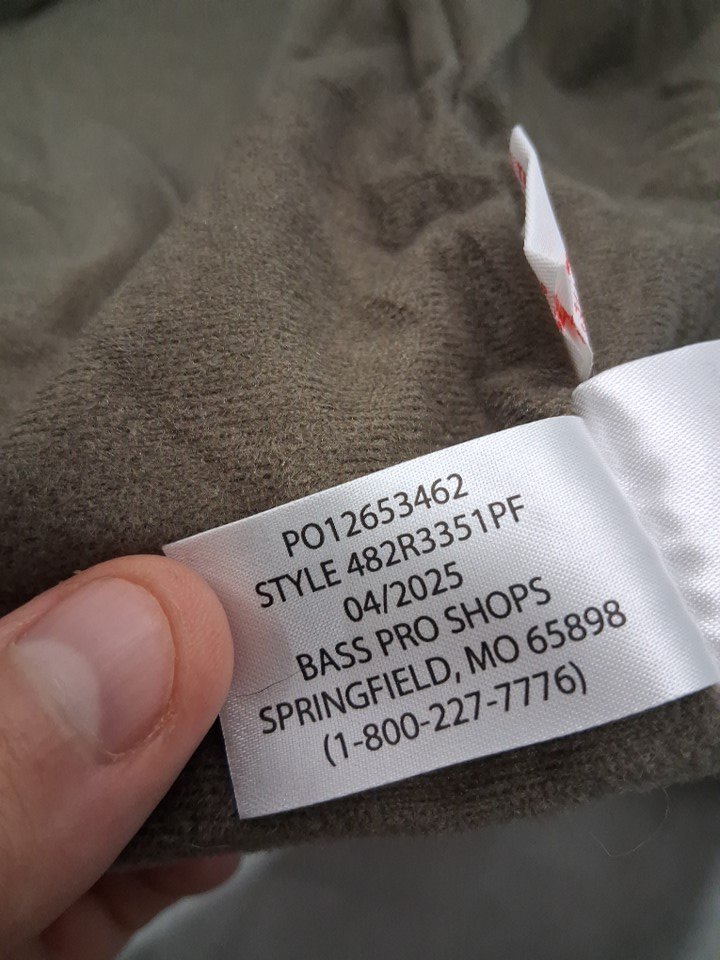 PO12653462
STYLE 482R3351PF
04/2025
BASS PRO SHOPS
SPRINGFIELD, MO 65898
(1-800-227-7776)